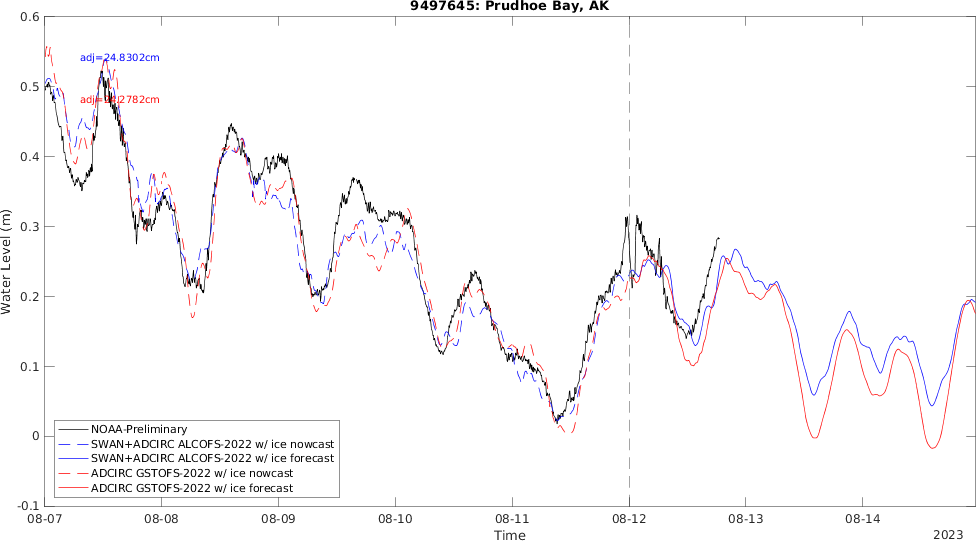 9497645: Prudhoe Bay, AK
0.6
0.5
0.4
0.3
0.2
0.1
0
-0.1
Water Level (m)
adj=24.8302cm
adj=24.2782cm
NOAA-Preliminary
SWAN+ADCIRC ALCOFS-2022 w/ ice nowcast
SWAN+ADCIRC ALCOFS-2022 w/ ice forecast
ADCIRC GSTOFS-2022 w/ ice nowcast
ADCIRC GSTOFS-2022 w/ ice forecast
08-07 08-08 08-09 08-10 08-11 08-12 08-13 08-14
Time
2023